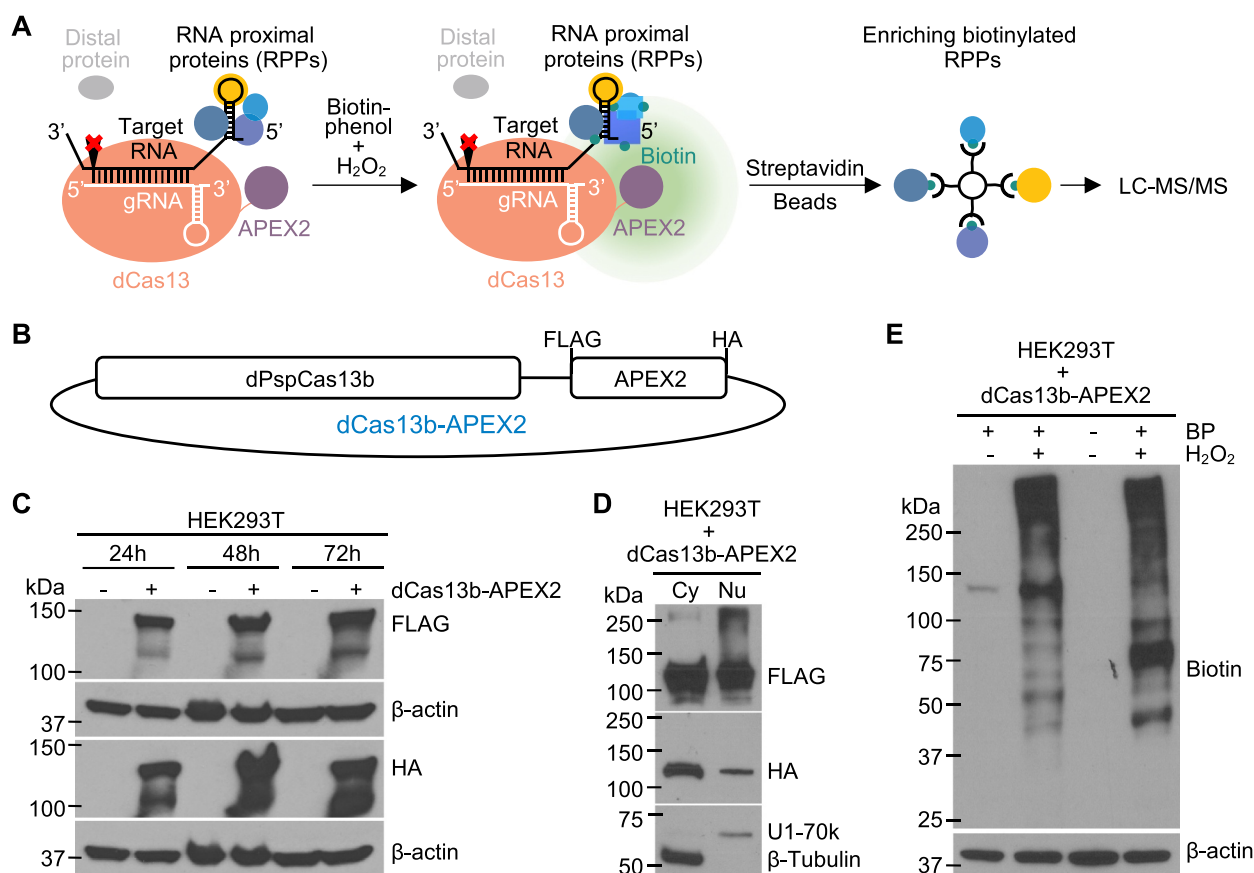 A
Distal
protein
RNA proximal
proteins (RPPs)
3’
Target
RNA
5’
5’
3’
gRNA
APEX2
dCas13
Biotin-
phenol
+
H₂O₂
Distal
protein
RNA proximal
proteins (RPPs)
3’
Target
RNA
5’
Biotin
5’
3’
gRNA
APEX2
dCas13
Streptavidin
Beads
Enriching biotinylated
RPPs
LC-MS/MS
B
FLAG
HA
dPspCas13b
APEX2
dCas13b-APEX2
C
HEK293T
24h 48h 72h
kDa - + - + - + dCas13b-APEX2
150
FLAG
100
37
β-actin
150
HA
100
37
β-actin
D
HEK293T
+
dCas13b-APEX2
kDa Cy Nu
250
150
FLAG
100
250
150
HA
100
75
U1-70k
β-Tubulin
50
E
HEK293T
+
dCas13b-APEX2
+ + - + BP
- + - + H₂O₂
kDa
250
150
100
75
Biotin
50
37
25
37
β-actin